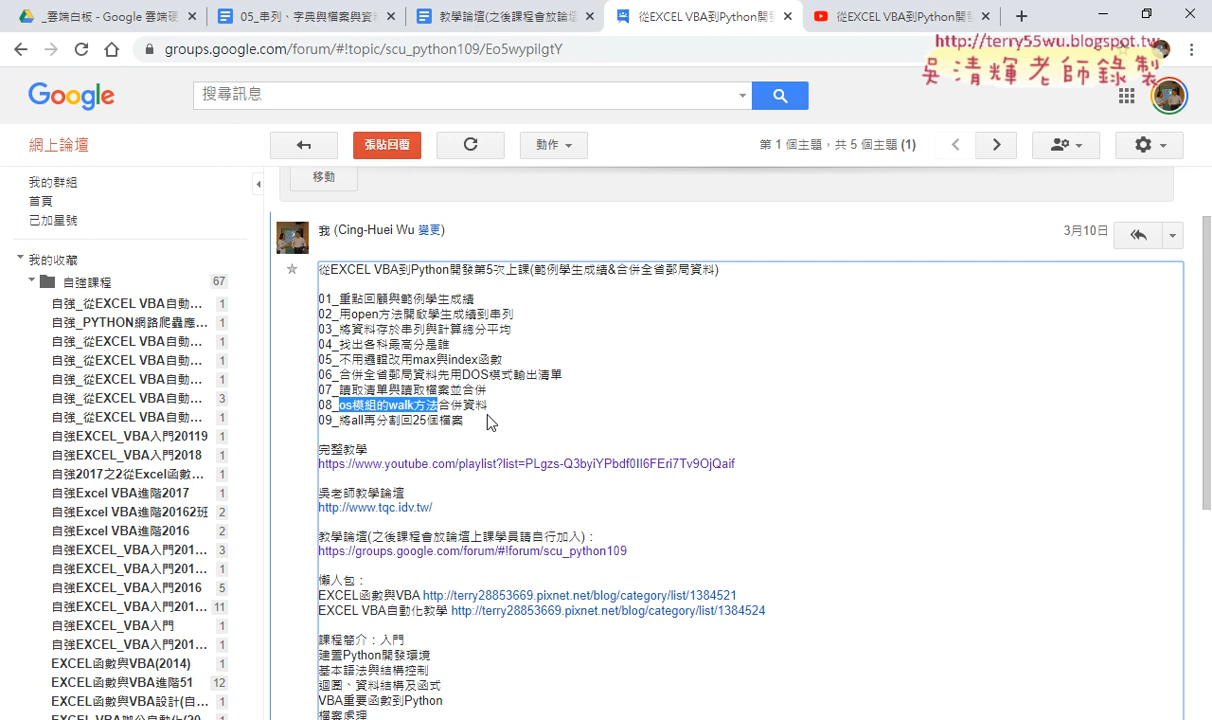 _雲端白板 - Google 雲端硬
05_串列、字典與檔案與資
教學論壇(之後課程會放論壇
從EXCEL VBA到Python開發
從EXCEL VBA到Python開發
groups.google.com/forum/#!topic/scu_python109/Eo5wypiIgtY
http://terry55wu.blogspot.tw
吳清輝老師錄製
Google
搜尋訊息
網上論壇
張貼回覆
動作
第 1 個主題，共 5 個主題 (1)
移動
我的群組
首頁
已加星號
我的收藏
自強課程 67
自強_從EXCEL VBA自動... 1
自強_PYTHON網路爬蟲應... 1
自強_從EXCEL VBA自動... 1
自強_從EXCEL VBA自動... 1
自強_從EXCEL VBA自動... 1
自強_從EXCEL VBA自動... 3
自強_從EXCEL VBA自動... 1
自強EXCEL_VBA入門20119 1
自強EXCEL_VBA入門2018 1
自強2017之2從Excel函數... 1
自強Excel VBA進階2017 1
自強Excel VBA進階20162班 2
自強Excel VBA進階2016 2
自強EXCEL_VBA入門201... 3
自強EXCEL_VBA入門201... 1
自強EXCEL_VBA入門2016 5
自強EXCEL_VBA入門201... 11
自強EXCEL_VBA入門 1
自強EXCEL_VBA入門201... 1
EXCEL函數與VBA(2014) 1
EXCEL函數與VBA進階51 12
EXCEL函數與VBA設計(自... 1
我 (Cing-Huei Wu 變更)
3月10日
從EXCEL VBA到Python開發第5次上課(範例學生成績&合併全省郵局資料)
01_重點回顧與範例學生成績
02_用open方法開啟學生成績到串列
03_將資料存於串列與計算總分平均
04_找出各科最高分是誰
05_不用邏輯改用max與index函數
06_合併全省郵局資料先用DOS模式輸出清單
07_讀取清單與讀取檔案並合併
08_os模組的walk方法合併資料
09_將all再分割回25個檔案
完整教學
https://www.youtube.com/playlist?list=PLgzs-Q3byiYPbdf0Il6FEri7Tv9OjQaif
吳老師教學論壇
http://www.tqc.idv.tw/
教學論壇(之後課程會放論壇上課學員請自行加入)：
https://groups.google.com/forum/#!forum/scu_python109
懶人包：
EXCEL函數與VBA http://terry28853669.pixnet.net/blog/category/list/1384521
EXCEL VBA自動化教學 http://terry28853669.pixnet.net/blog/category/list/1384524
課程簡介：入門
建置Python開發環境
基本語法與結構控制
迴圈、資料結構及函式
VBA重要函數到Python
檔案處理